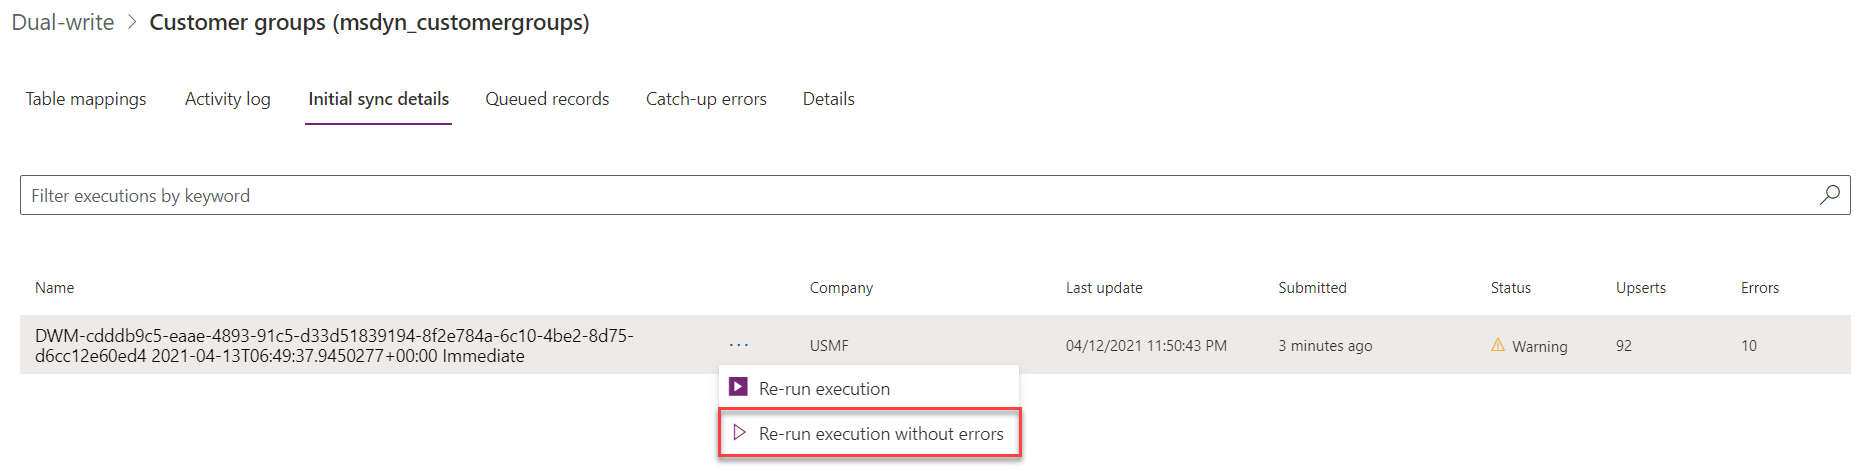 Dual-write > Customer groups (msdyn_customergroups)
Table mappings Activity log Initial sync details Queued records Catch-up errors Details
Filter executions by keyword
Name Company Last update Submitted Status Upserts Errors
DWM-cdddb9c5-eaae-4893-91c5-d33d51839194-8f2e784a-6c10-4be2-8d75-
d6cc12e60ed4 2021-04-13T06:49:37.9450277+00:00 Immediate
... USMF 04/12/2021 11:50:43 PM 3 minutes ago Warning 92 10
Re-run execution
Re-run execution without errors